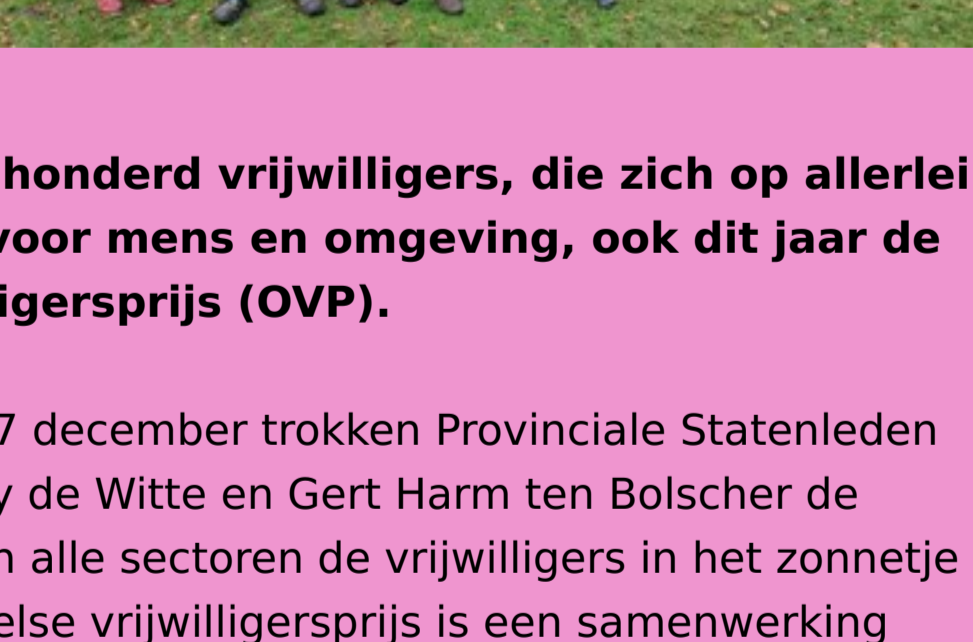 honderd vrijwilligers, die zich op allerlei
voor mens en omgeving, ook dit jaar de
igersprijs (OVP).
7 december trokken Provinciale Statenleden
y de Witte en Gert Harm ten Bolscher de
n alle sectoren de vrijwilligers in het zonnetje
else vrijwilligersprijs is een samenwerking